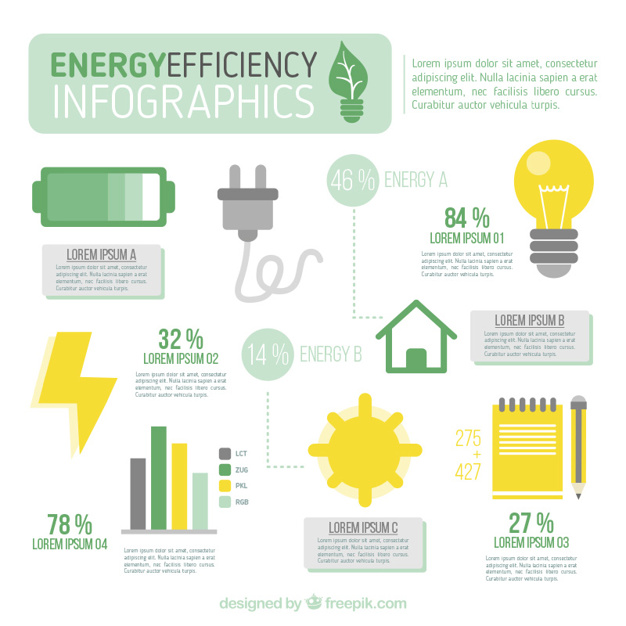 ENERGYEFFICIENCY
INFOGRAPHICS
Lorem ipsum dolor sit amet, consectetur
adipiscing elit. Nulla lacinia sapien a erat
elementum, nec facilisis libero cursus.
Curabitur auctor vehicula turpis.
46 %
ENERGY A
84 %
LOREM IPSUM 01
Lorem ipsum dolor sit amet, consectetur
adipiscing elit. Nulla lacinia sapien a erat
elementum, nec facilisis libero cursus.
Curabitur auctor vehicula turpis.
LOREM IPSUM A
Lorem ipsum dolor sit amet, consectetur
adipiscing elit. Nulla lacinia sapien a erat
elementum, nec facilisis libero cursus.
Curabitur auctor vehicula turpis.
LOREM IPSUM B
Lorem ipsum dolor sit amet, consectetur
adipiscing elit. Nulla lacinia sapien a erat
elementum, nec facilisis libero cursus.
Curabitur auctor vehicula turpis.
32 %
LOREM IPSUM 02
Lorem ipsum dolor sit amet, consectetur
adipiscing elit. Nulla lacinia sapien a erat
elementum, nec facilisis libero cursus.
Curabitur auctor vehicula turpis.
14 %
ENERGY B
LCT
ZUG
PKL
RGB
275
+
427
78 %
LOREM IPSUM 04
Lorem ipsum dolor sit amet, consectetur
adipiscing elit. Nulla lacinia sapien a erat
elementum, nec facilisis libero cursus.
Curabitur auctor vehicula turpis.
LOREM IPSUM C
Lorem ipsum dolor sit amet, consectetur
adipiscing elit. Nulla lacinia sapien a erat
elementum, nec facilisis libero cursus.
Curabitur auctor vehicula turpis.
27 %
LOREM IPSUM 03
Lorem ipsum dolor sit amet, consectetur
adipiscing elit. Nulla lacinia sapien a erat
elementum, nec facilisis libero cursus.
Curabitur auctor vehicula turpis.
designed by freepik.com